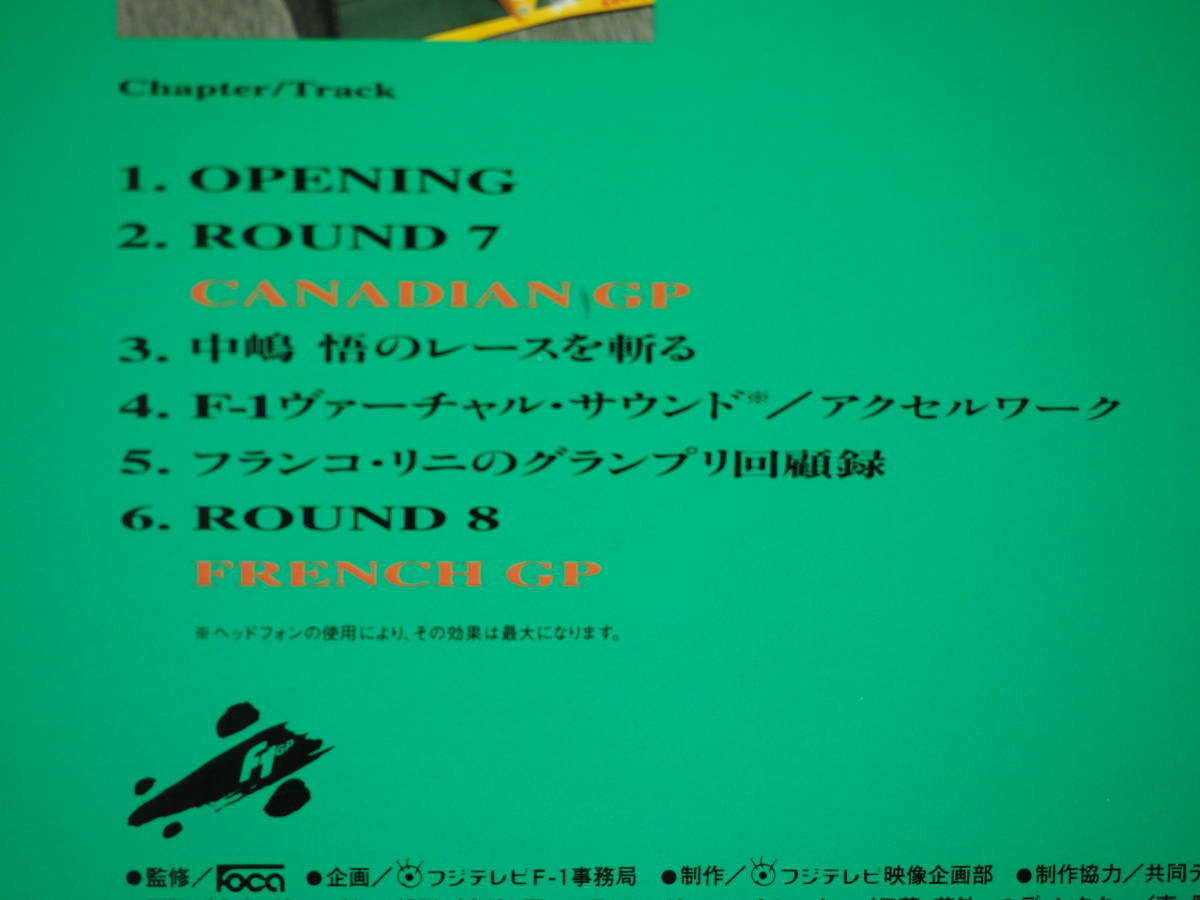 Chapter/Track
1. OPENING
2. ROUND 7
CANADIAN GP
3. 中嶋 悟のレースを斬る
4. F-1ヴァーチャル・サウンド※／アクセルワーク
5. フランコ・リニのグランプリ回顧録
6. ROUND 8
FRENCH GP
※ヘッドフォンの使用により、その効果は最大になります。
F1 GP
●監修／Foca ●企画／フジテレビF-1事務局 ●制作／フジテレビ映像企画部 ●制作協力／共同テ